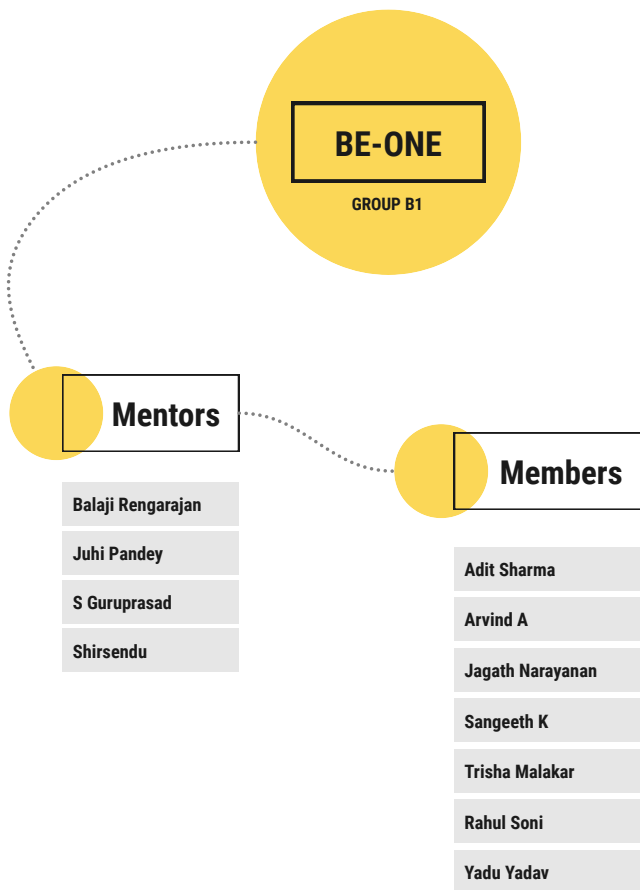 BE-ONE
GROUP B1
Mentors
Balaji Rengarajan
Juhi Pandey
S Guruprasad
Shirsendu
Members
Adit Sharma
Arvind A
Jagath Narayanan
Sangeeth K
Trisha Malakar
Rahul Soni
Yadu Yadav